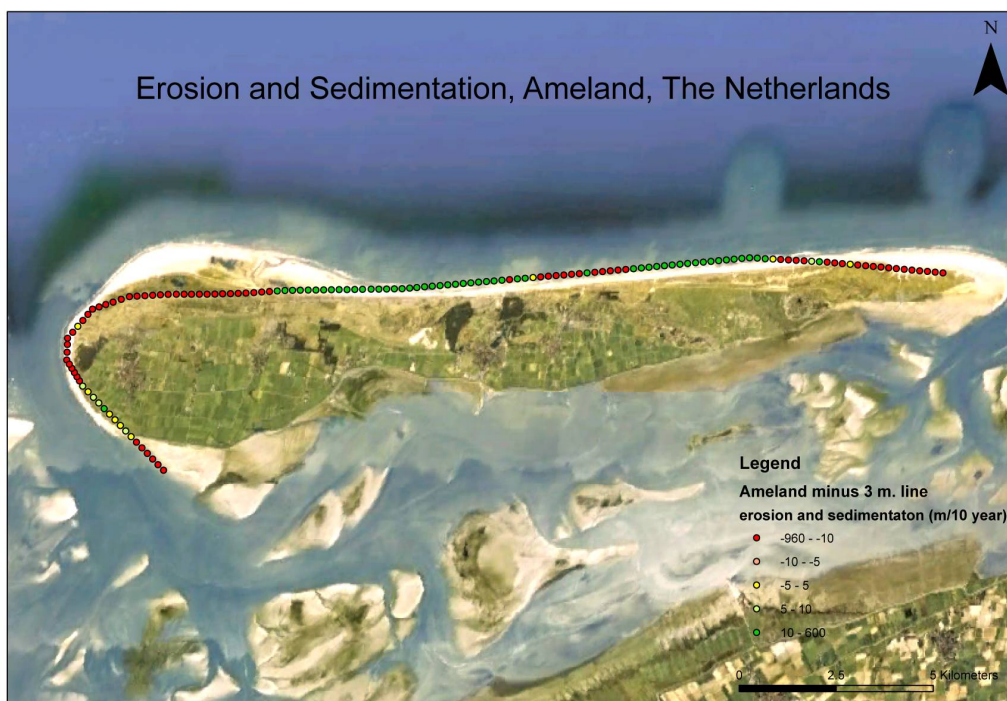 N
Erosion and Sedimentation, Ameland, The Netherlands
Legend
Ameland minus 3 m. line
erosion and sedimentaton (m/10 year)
-960 - -10
-10 - -5
-5 - 5
5 - 10
10 - 600
0 2.5 5 Kilometers